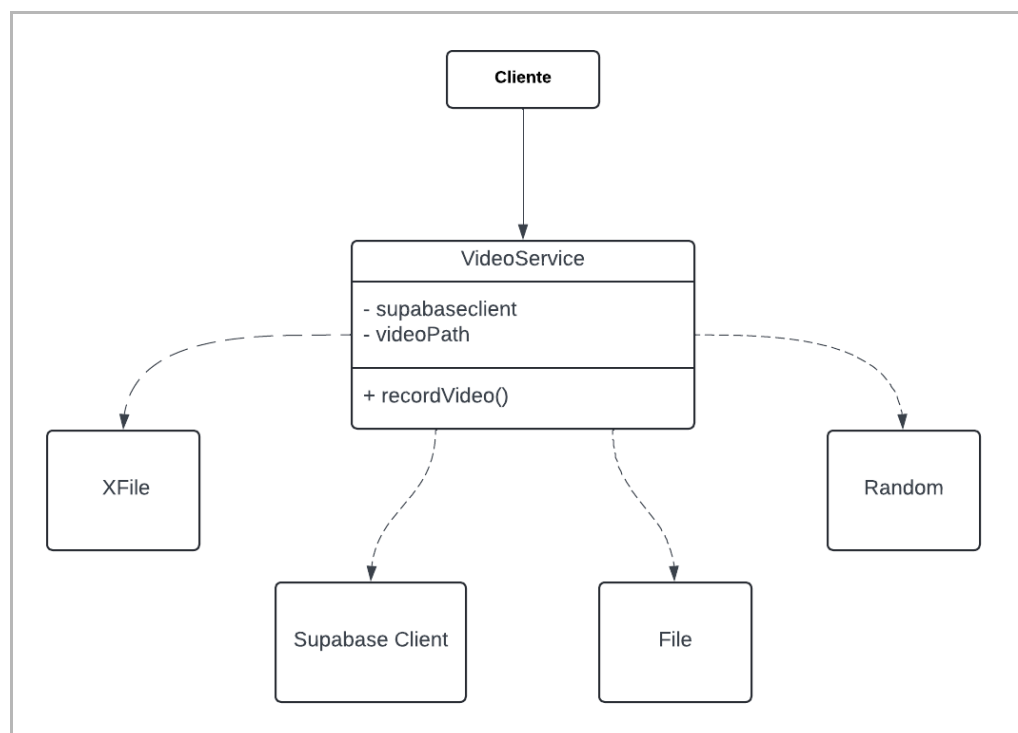 Cliente
VideoService
- supabaseclient
- videoPath
+ recordVideo()
XFile
Random
Supabase Client
File